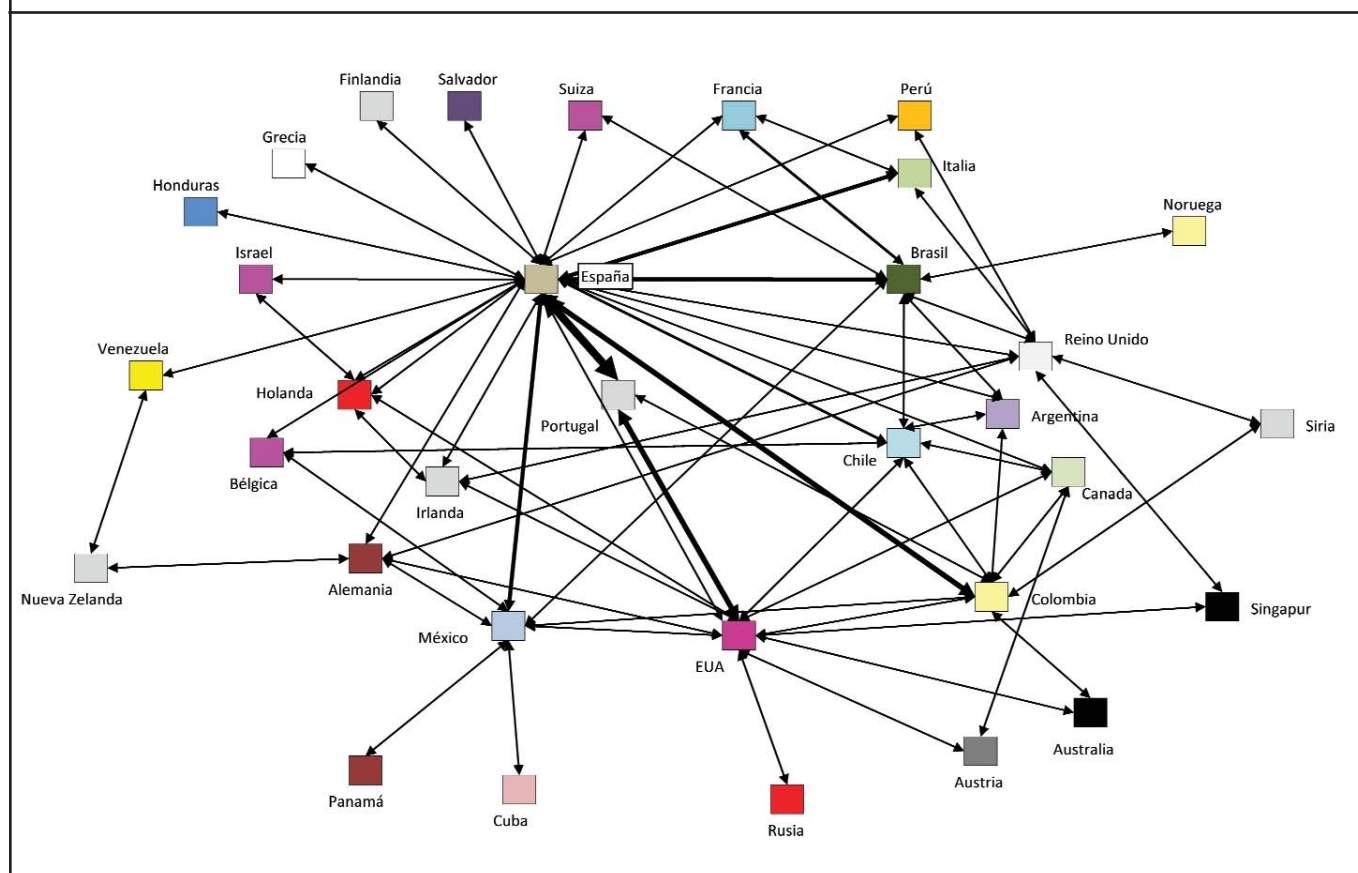 Finlandia
Salvador
Suiza
Francia
Perú
Grecia
Italia
Honduras
Noruega
Israel
Brasil
España
Venezuela
Reino Unido
Holanda
Portugal
Argentina
Siria
Chile
Bélgica
Canada
Irlanda
Nueva Zelanda
Alemania
Colombia
Singapur
México
EUA
Australia
Austria
Panamá
Cuba
Rusia